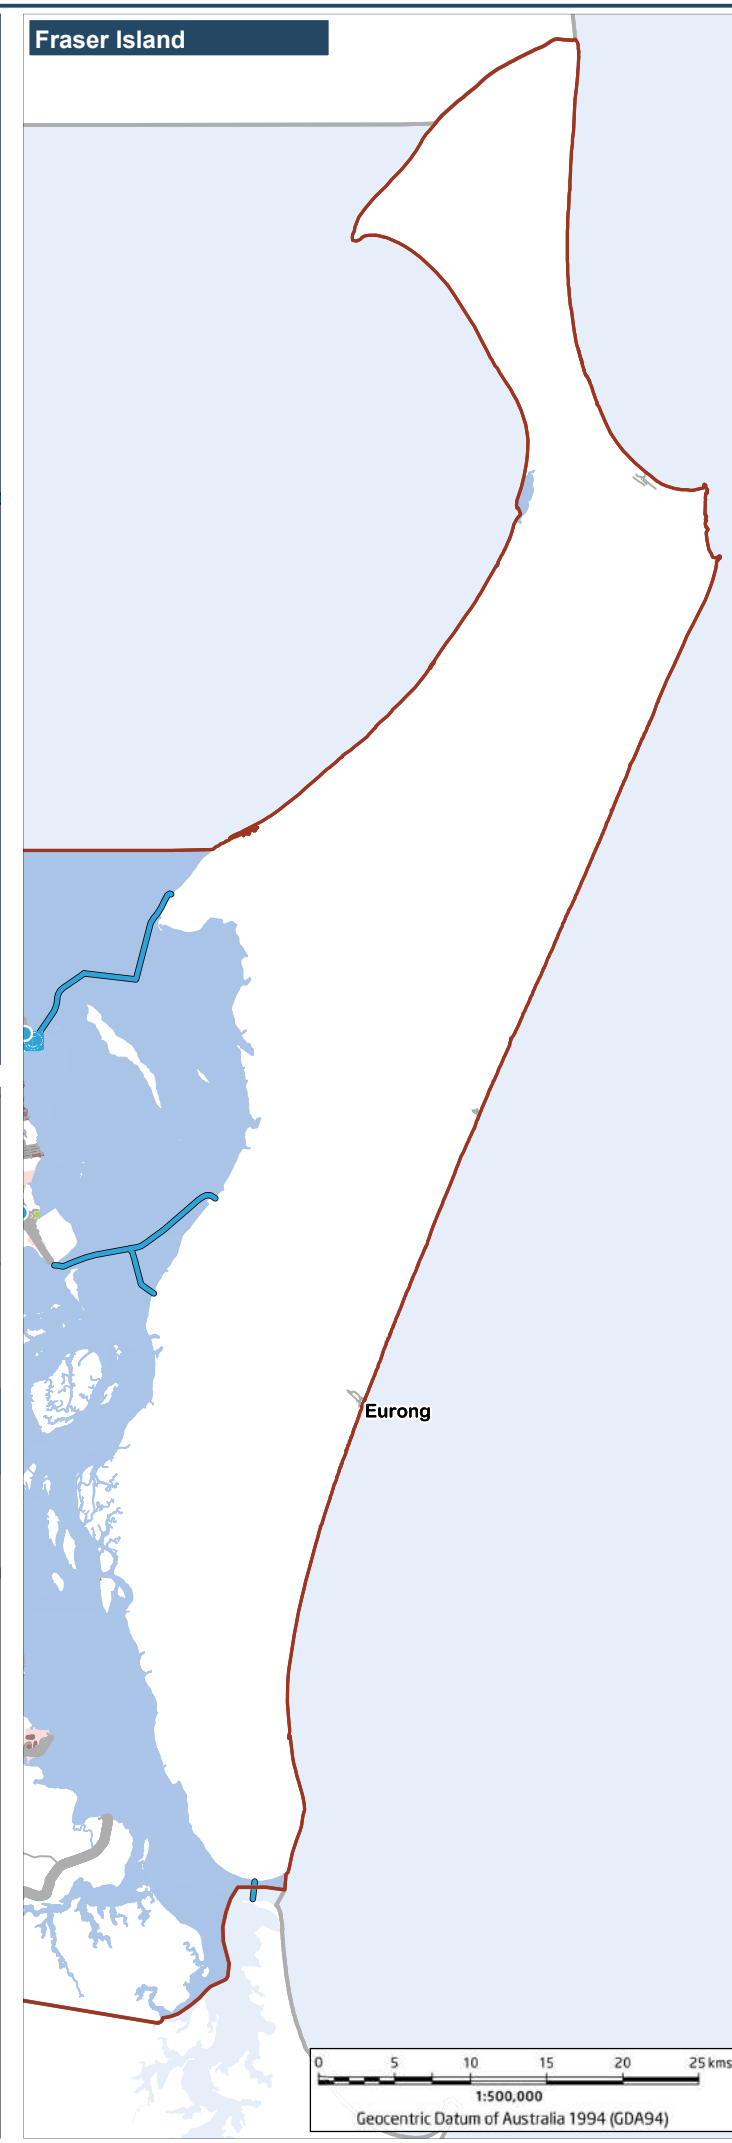 Fraser Island
Eurong
0 5 10 15 20 25 kms
1:500,000
Geocentric Datum of Australia 1994 (GDA94)